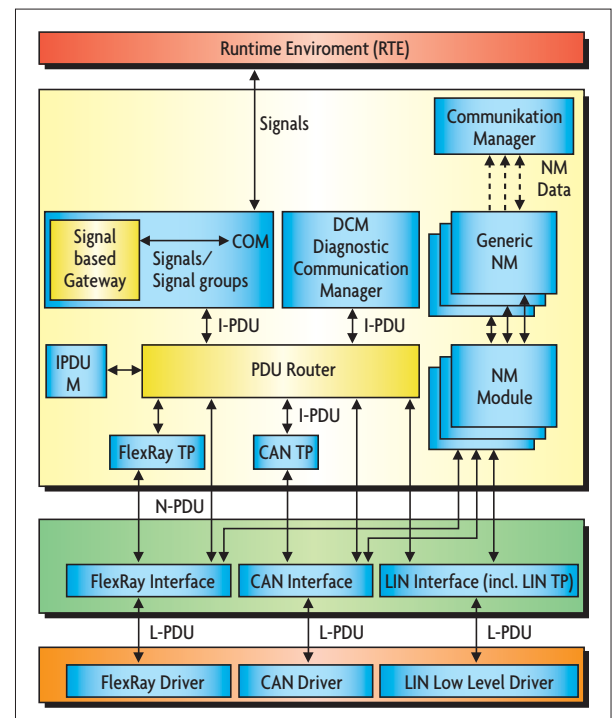 Runtime Enviroment (RTE)
Signals
Communikation
Manager
NM
Data
Signal
based
Gateway
COM
Signals/
Signal groups
DCM
Diagnostic
Communication
Manager
Generic
NM
I-PDU
I-PDU
IPDU
M
PDU Router
NM
Module
I-PDU
FlexRay TP
CAN TP
N-PDU
FlexRay Interface
CAN Interface
LIN Interface (incl. LIN TP)
L-PDU
L-PDU
L-PDU
FlexRay Driver
CAN Driver
LIN Low Level Driver